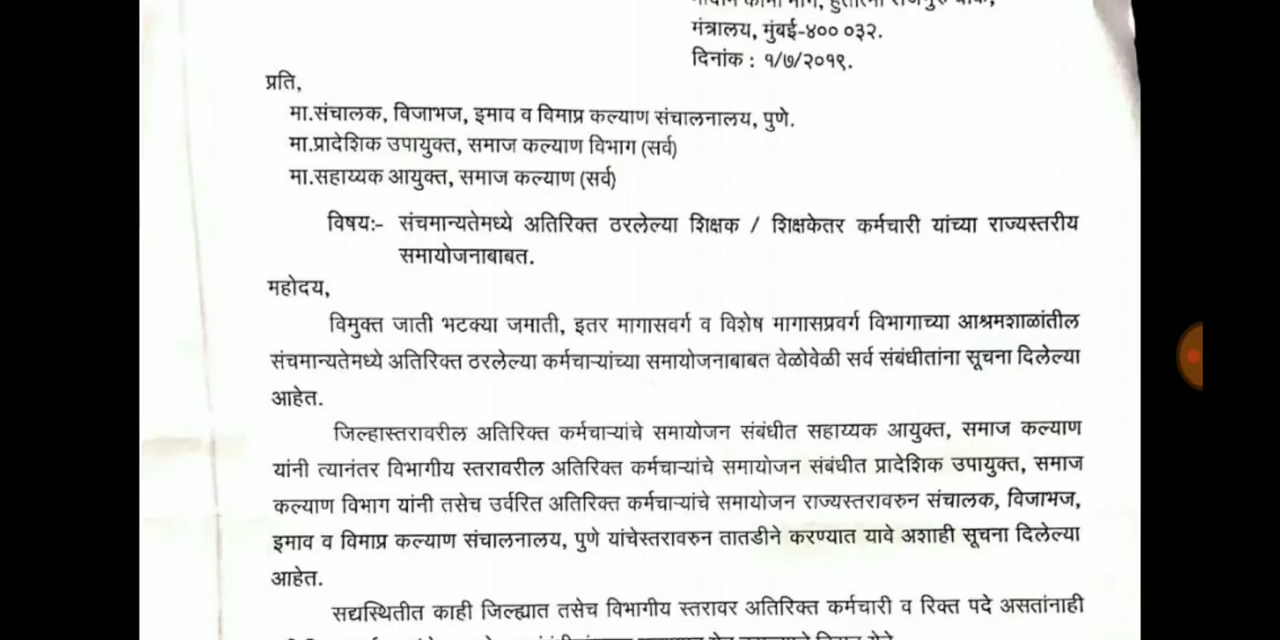 मंत्रालय, मुंबई-४०० ०३२.
दिनांक : १/७/२०१९.
प्रति,
मा.संचालक, विजाभज, इमाव व विमाप्र कल्याण संचालनालय, पुणे.
मा.प्रादेशिक उपायुक्त, समाज कल्याण विभाग (सर्व)
मा.सहाय्यक आयुक्त, समाज कल्याण (सर्व)
विषयः- संचमान्यतेमध्ये अतिरिक्त ठरलेल्या शिक्षक / शिक्षकेतर कर्मचारी यांच्या राज्यस्तरीय
समायोजनाबाबत.
महोदय,
विमुक्त जाती भटक्या जमाती, इतर मागासवर्ग व विशेष मागासप्रवर्ग विभागाच्या आश्रमशाळांतील
संचमान्यतेमध्ये अतिरिक्त ठरलेल्या कर्मचाऱ्यांच्या समायोजनाबाबत वेळोवेळी सर्व संबंधीतांना सूचना दिलेल्या
आहेत.
जिल्हास्तरावरील अतिरिक्त कर्मचाऱ्यांचे समायोजन संबंधीत सहाय्यक आयुक्त, समाज कल्याण
यांनी त्यानंतर विभागीय स्तरावरील अतिरिक्त कर्मचाऱ्यांचे समायोजन संबंधीत प्रादेशिक उपायुक्त, समाज
कल्याण विभाग यांनी तसेच उर्वरित अतिरिक्त कर्मचाऱ्यांचे समायोजन राज्यस्तरावरुन संचालक, विजाभज,
इमाव व विमाप्र कल्याण संचालनालय, पुणे यांचेस्तरावरुन तातडीने करण्यात यावे अशाही सूचना दिलेल्या
आहेत.
सद्यस्थितीत काही जिल्ह्यात तसेच विभागीय स्तरावर अतिरिक्त कर्मचारी व रिक्त पदे असतांनाही